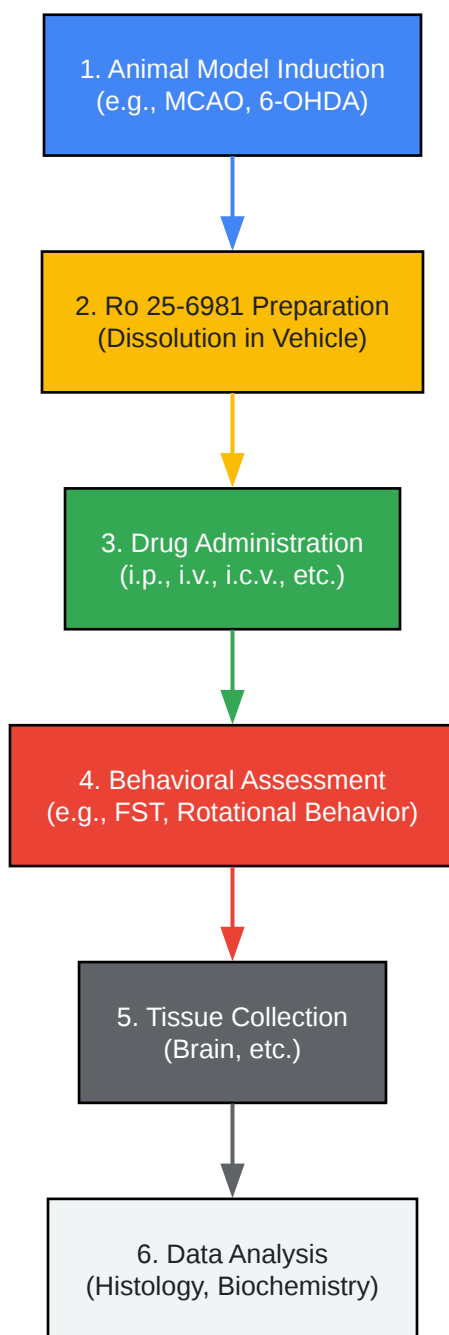 1. Animal Model Induction
(e.g., MCAO, 6-OHDA)
2. Ro 25-6981 Preparation
(Dissolution in Vehicle)
3. Drug Administration
(i.p., i.v., i.c.v., etc.)
4. Behavioral Assessment
(e.g., FST, Rotational Behavior)
5. Tissue Collection
(Brain, etc.)
6. Data Analysis
(Histology, Biochemistry)